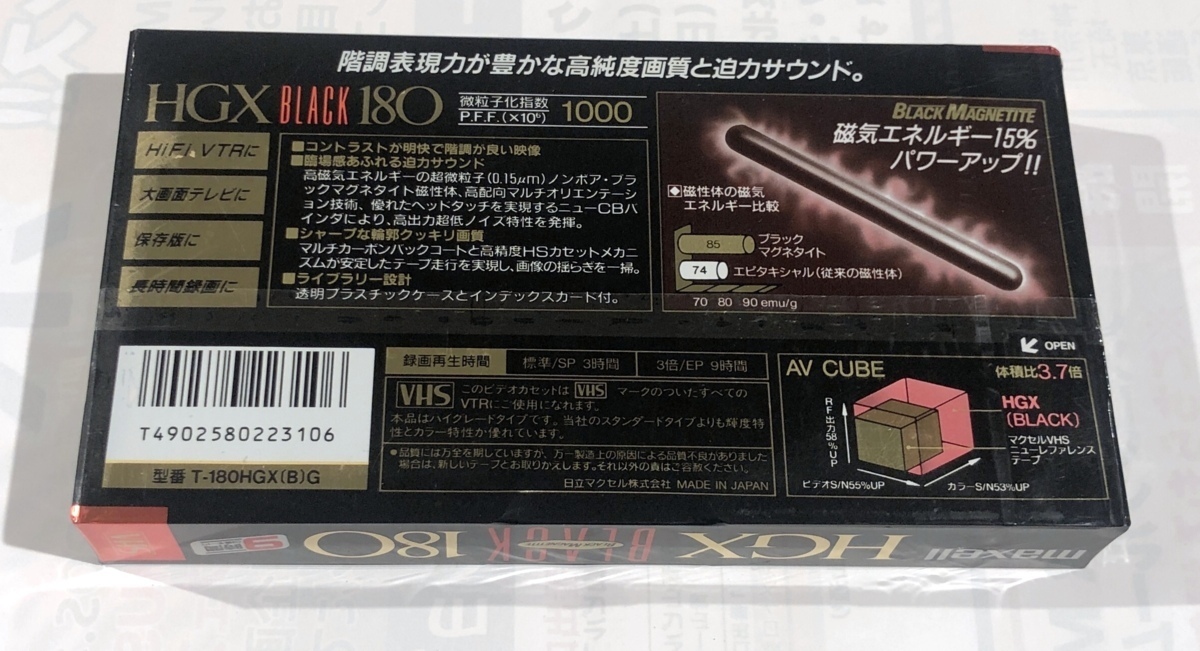 階調表現力が豊かな高純度画質と迫力サウンド。
HGX BLACK 180
微粒子化指数
P.F.F.(×10⁶) 1000
HiFi VTRに
大画面テレビに
保存版に
長時間録画に
■コントラストが明快で階調が良い映像
■臨場感あふれる迫力サウンド
高磁気エネルギーの超微粒子(0.15μm)ノンポア・ブラ
ックマグネタイト磁性体、高配向マルチオリエンテーシ
ョン技術、優れたヘッドタッチを実現するニューCBバ
インダにより、高出力超低ノイズ特性を発揮。
■シャープな輪郭クッキリ画質
マルチカーボンバックコートと高精度HSカセットメカニ
ズムが安定したテープ走行を実現し、画像の揺らぎを一掃。
■ライブラリー設計
透明プラスチックケースとインデックスカード付。
BLACK MAGNETITE
磁気エネルギー15%
パワーアップ!!
磁性体の磁気
エネルギー比較
85 ブラック
マグネタイト
74 エピタキシャル(従来の磁性体)
70 80 90 emu/g
T4902580223106
型番 T-180HGX(B)G
録画再生時間 標準/SP 3時間 3倍/EP 9時間
VHS このビデオカセットは VHS マークのついたすべての
VTRにご使用になれます。
本品はハイグレードタイプです。当社のスタンダードタイプよりも輝度特
性とカラー特性が優れています。
●品質には万全を期していますが、万一製造上の原因による品質不良がありました
場合は、新しいテープとお取りかえします。それ以外の責はご容赦ください。
日立マクセル株式会社 MADE IN JAPAN
OPEN
AV CUBE
体積比3.7倍
RF出力58%UP
HGX
(BLACK)
マクセルVHS
ニューリファレンス
テープ
ビデオS/N55%UP
カラーS/N53%UP
maxell
HGX BLACK 180
BLACK MAGNETITE
9時間
VHS